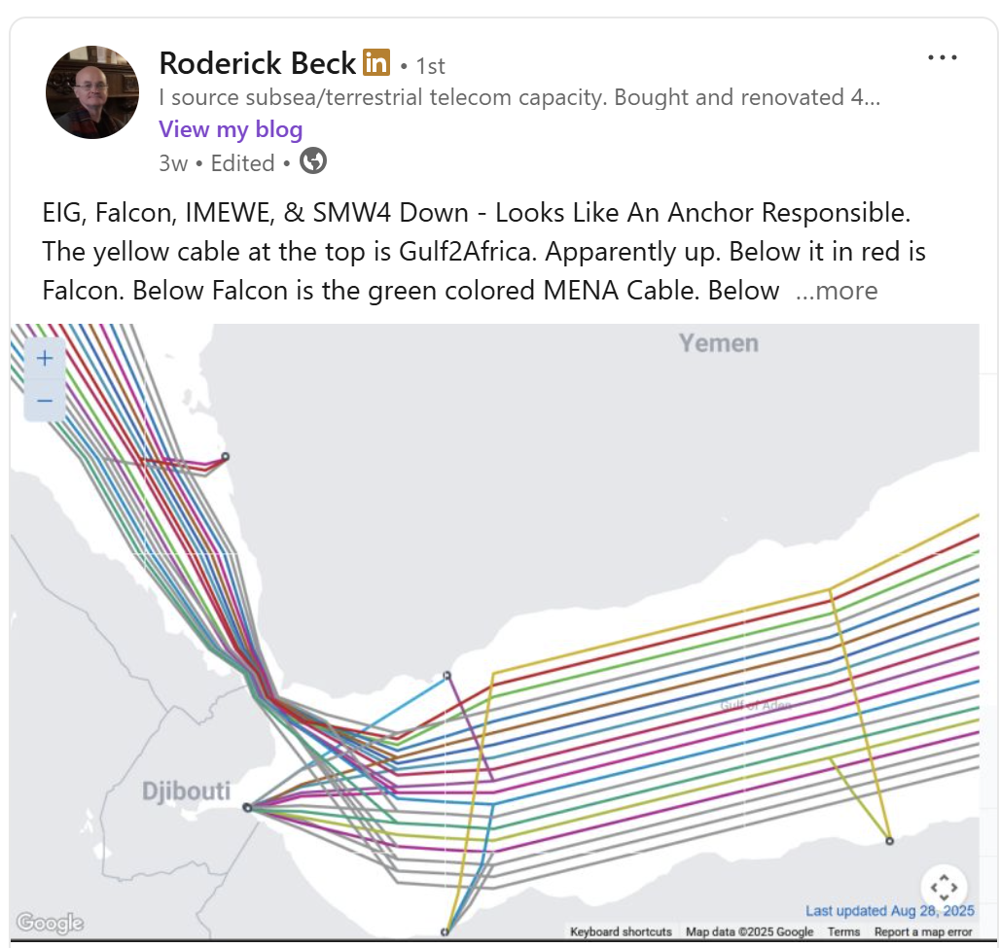 Roderick Beck in • 1st
I source subsea/terrestrial telecom capacity. Bought and renovated 4...
View my blog
3w • Edited •
EIG, Falcon, IMEWE, & SMW4 Down - Looks Like An Anchor Responsible.
The yellow cable at the top is Gulf2Africa. Apparently up. Below it in red is
Falcon. Below Falcon is the green colored MENA Cable. Below ...more
Yemen
+
−
Gulf of Aden
Djibouti
Last updated Aug 28, 2025
Google
Keyboard shortcuts Map data ©2025 Google Terms Report a map error